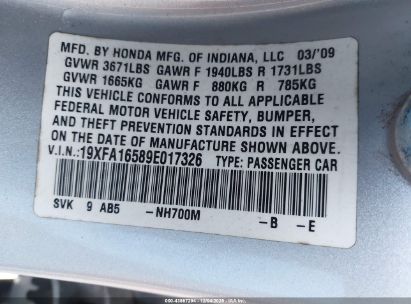 MFD. BY HONDA MFG. OF INDIANA, LLC 03/'09
GVWR 3671LBS GAWR F 1940LBS R 1731LBS
GVWR 1665KG GAWR F 880KG R 785KG
THIS VEHICLE CONFORMS TO ALL APPLICABLE
FEDERAL MOTOR VEHICLE SAFETY, BUMPER,
AND THEFT PREVENTION STANDARDS IN EFFECT
ON THE DATE OF MANUFACTURE SHOWN ABOVE.
V.I.N.:19XFA16589E017326 TYPE: PASSENGER CAR
SVK 9 AB5 -NH700M -B -E